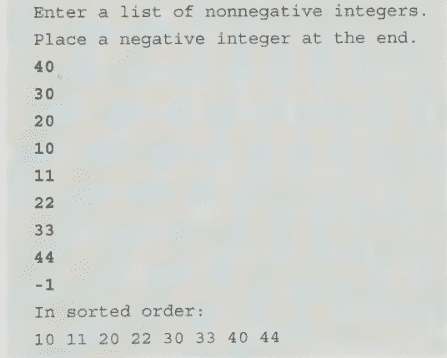 Enter a list of nonnegative integers.
Place a negative integer at the end.
40
30
20
10
11
22
33
44
-1
In sorted order:
10 11 20 22 30 33 40 44